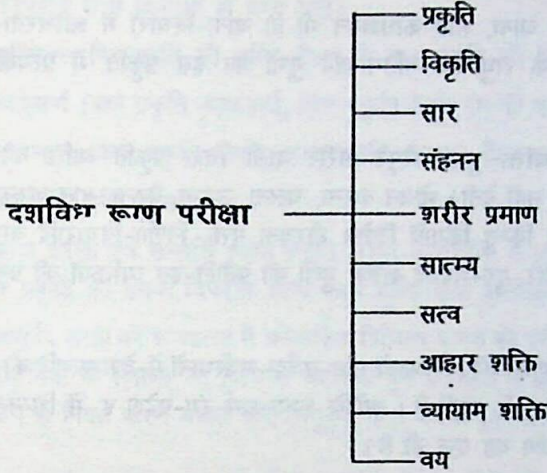 प्रकृति
विकृति
सार
संहनन
दशविध रूग्ण परीक्षा
शरीर प्रमाण
सात्म्य
सत्व
आहार शक्ति
व्यायाम शक्ति
वय